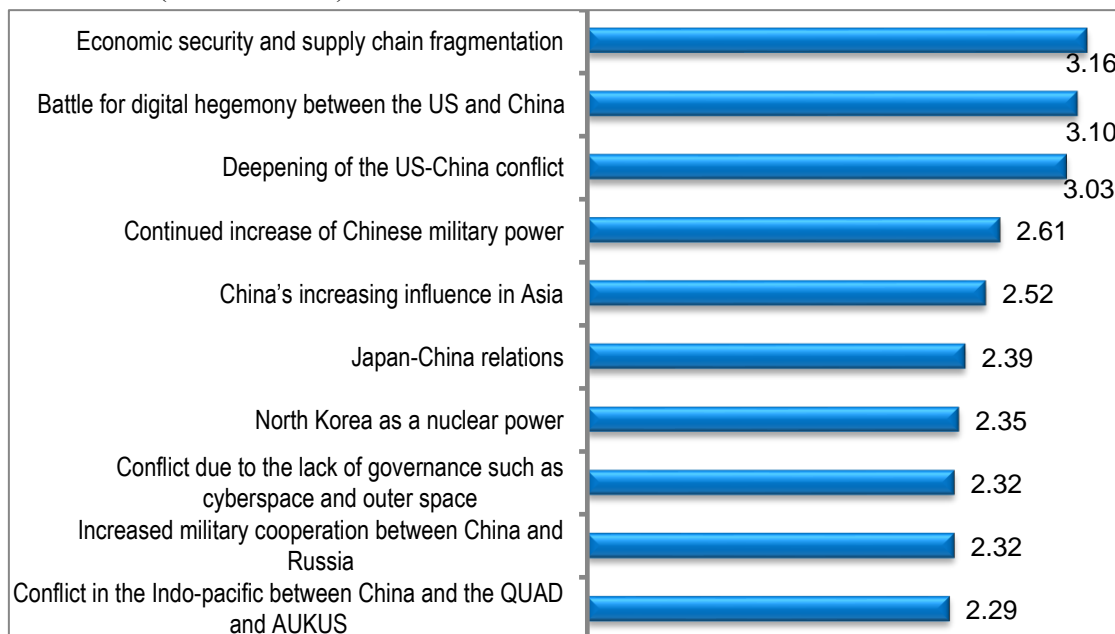 Economic security and supply chain fragmentation
3.16
Battle for digital hegemony between the US and China
3.10
Deepening of the US-China conflict
3.03
Continued increase of Chinese military power
2.61
China's increasing influence in Asia
2.52
Japan-China relations
2.39
North Korea as a nuclear power
2.35
Conflict due to the lack of governance such as
cyberspace and outer space
2.32
Increased military cooperation between China and
Russia
2.32
Conflict in the Indo-pacific between China and the QUAD
and AUKUS
2.29